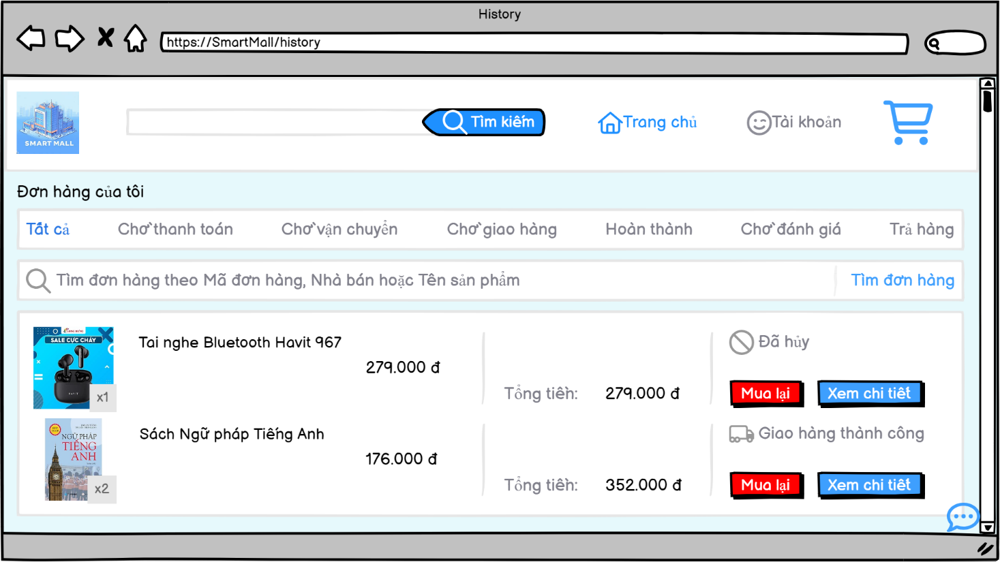 History
https://SmartMall/history
SMART MALL
Tìm kiếm
Trang chủ
Tài khoản
Đơn hàng của tôi
Tất cả
Chờ thanh toán
Chờ vận chuyển
Chờ giao hàng
Hoàn thành
Chờ đánh giá
Trả hàng
Tìm đơn hàng theo Mã đơn hàng, Nhà bán hoặc Tên sản phẩm
Tìm đơn hàng
SALE CỰC CHÁY
HAVIT
x1
Tai nghe Bluetooth Havit 967
279.000 đ
Tổng tiền: 279.000 đ
Đã hủy
Mua lại
Xem chi tiết
NGỮ PHÁP
TIẾNG
ANH
x2
Sách Ngữ pháp Tiếng Anh
176.000 đ
Tổng tiền: 352.000 đ
Giao hàng thành công
Mua lại
Xem chi tiết